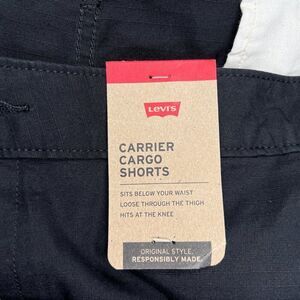 Levi's
CARRIER
CARGO
SHORTS
SITS BELOW YOUR WAIST
LOOSE THROUGH THE THIGH
HITS AT THE KNEE
ORIGINAL STYLE,
RESPONSIBLY MADE.